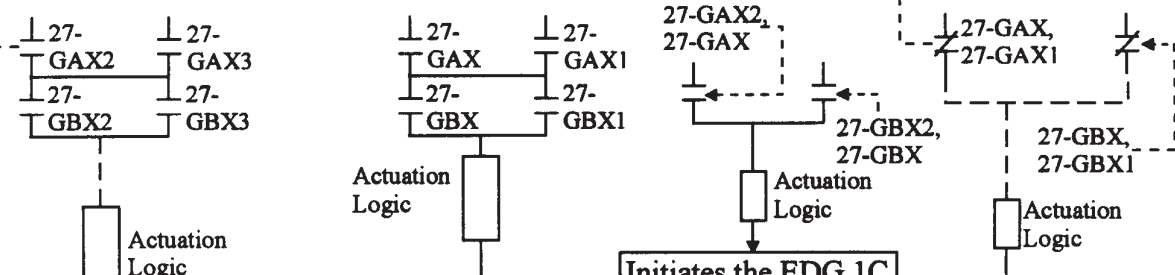 27-
GAX2
27-
GAX3
27-
GBX2
27-
GBX3
Actuation
Logic
27-
GAX
27-
GAX1
27-
GBX
27-
GBX1
Actuation
Logic
27-GAX2,
27-GAX
27-GBX2,
27-GBX
Actuation
Logic
Initiates the EDG 1C
27-GAX,
27-GAX1
27-GBX,
27-GBX1
Actuation
Logic